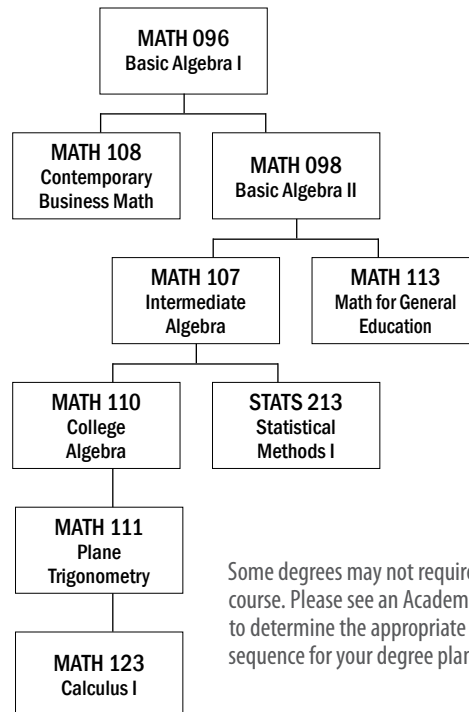 MATH 096
Basic Algebra I
MATH 108
Contemporary
Business Math
MATH 098
Basic Algebra II
MATH 107
Intermediate
Algebra
MATH 113
Math for General
Education
MATH 110
College
Algebra
STATS 213
Statistical
Methods I
MATH 111
Plane
Trigonometry
Some degrees may not require
course. Please see an Academ
to determine the appropriate
sequence for your degree plan
MATH 123
Calculus I